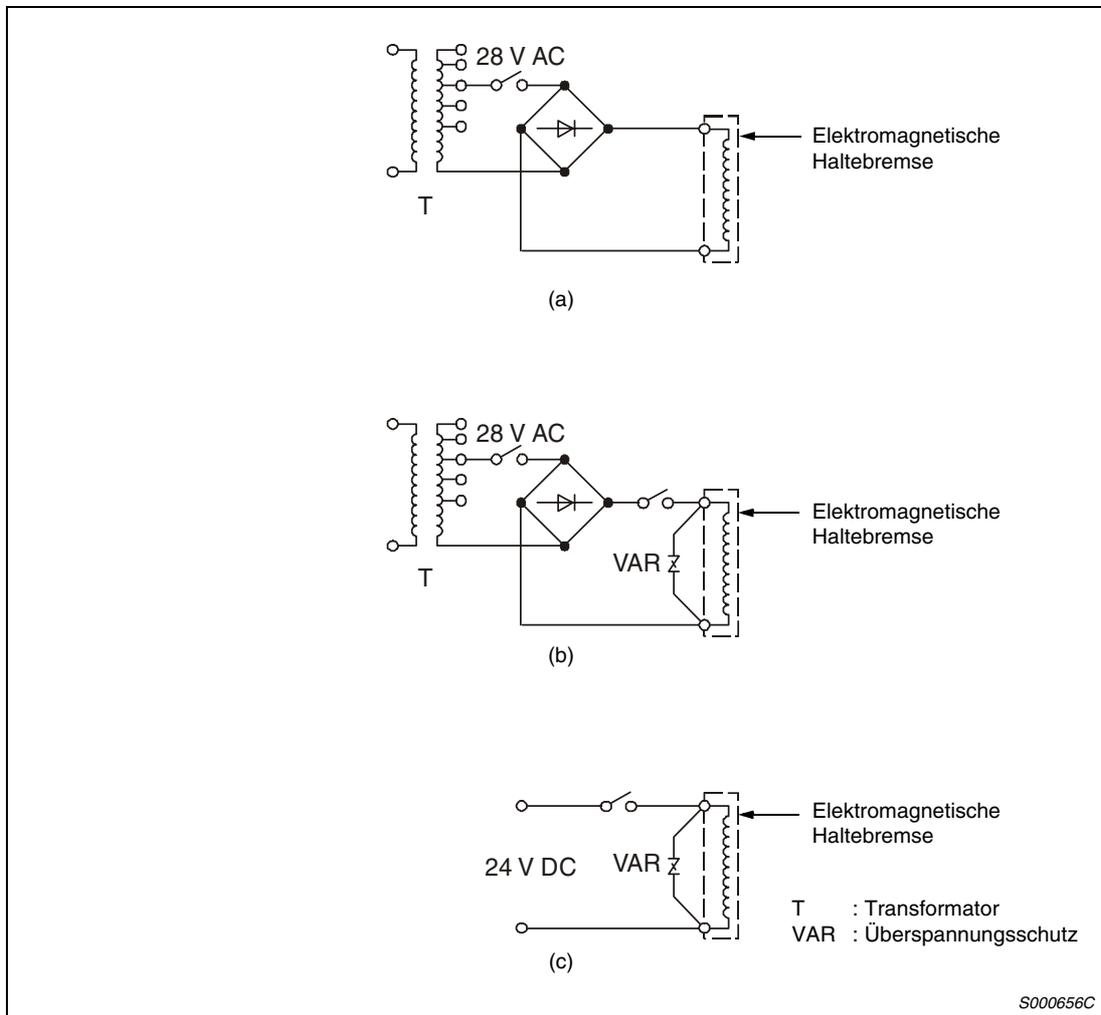 28 V AC
Elektromagnetische
Haltebremse
T
(a)
28 V AC
Elektromagnetische
Haltebremse
VAR
T
(b)
Elektromagnetische
Haltebremse
24 V DC VAR
T : Transformator
VAR : Überspannungsschutz
(c)
S000656C